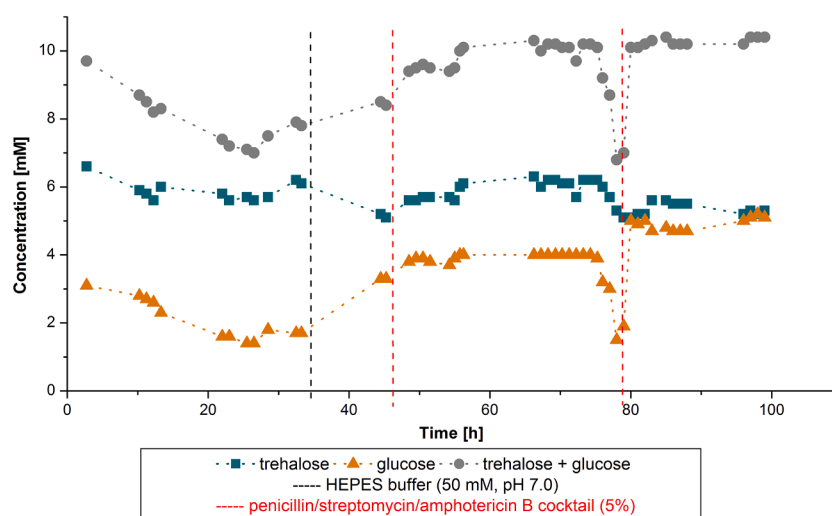 10
8
6
4
2
0
Concentration [mM]
0 20 40 60 80 100
Time [h]
trehalose glucose trehalose + glucose
----- HEPES buffer (50 mM, pH 7.0)
----- penicillin/streptomycin/amphotericin B cocktail (5%)